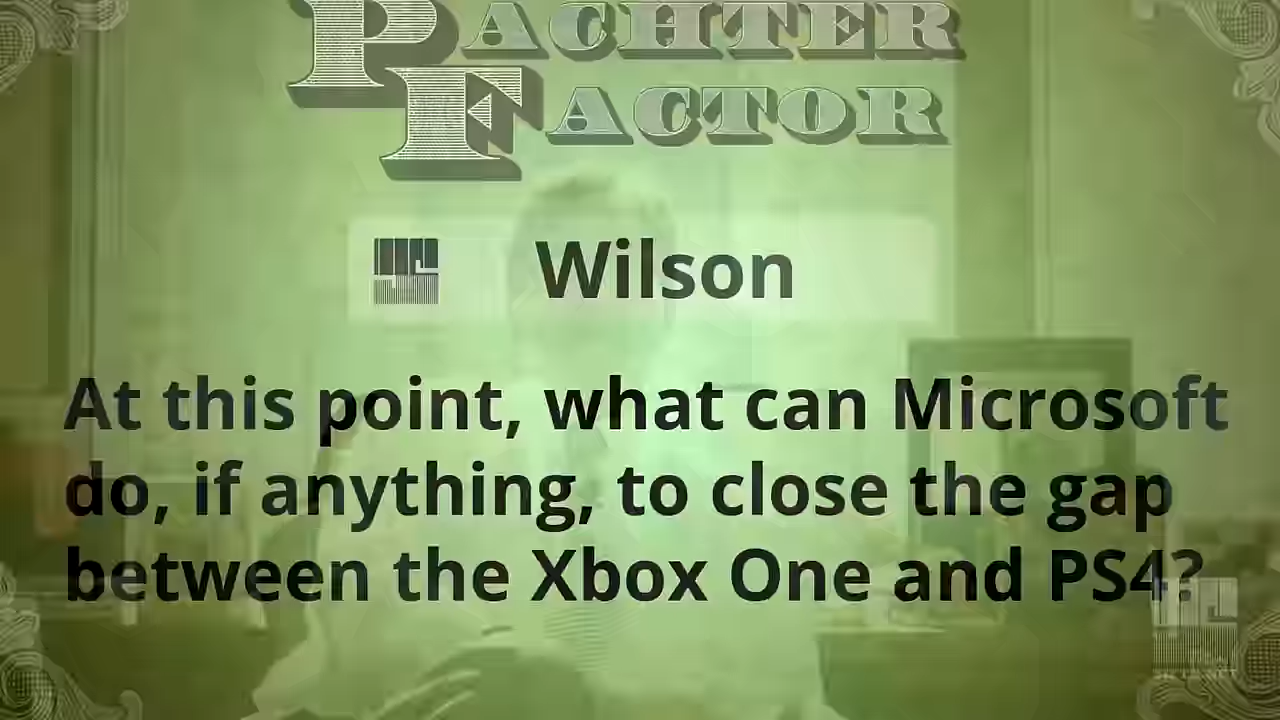 PACHTER
FACTOR
Wilson
At this point, what can Microsoft
do, if anything, to close the gap
between the Xbox One and PS4?